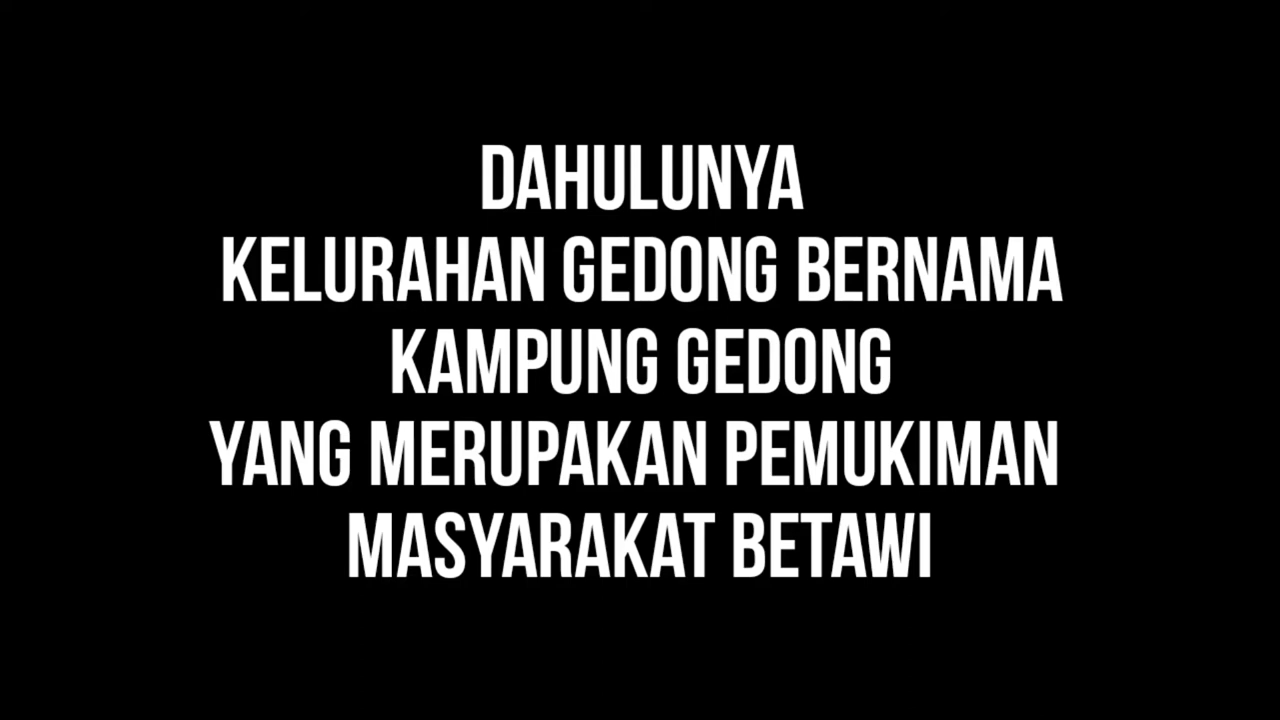 DAHULUNYA
KELURAHAN GEDONG BERNAMA
KAMPUNG GEDONG
YANG MERUPAKAN PEMUKIMAN
MASYARAKAT BETAWI